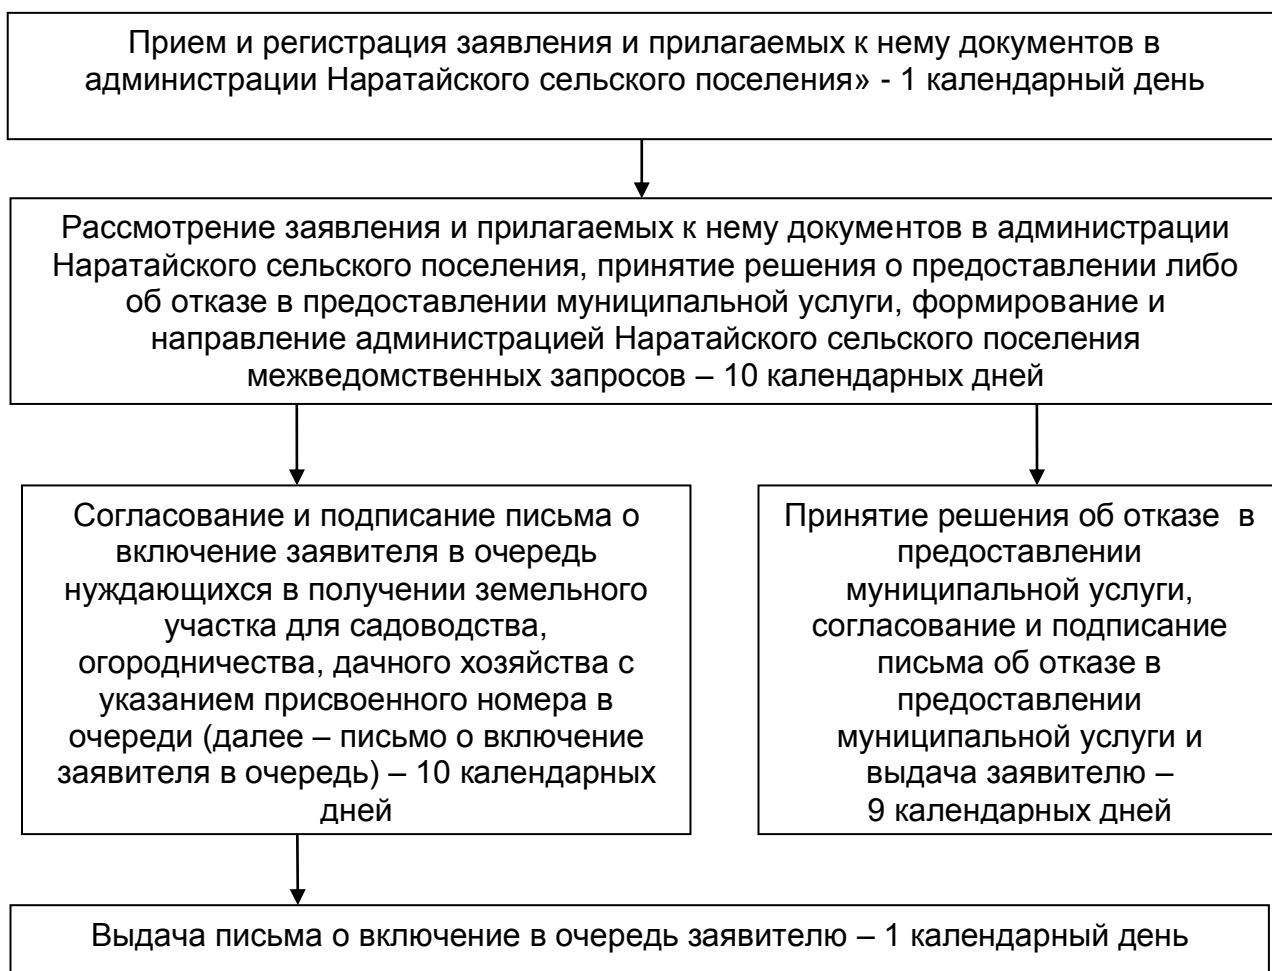 Прием и регистрация заявления и прилагаемых к нему документов в
администрации Наратайского сельского поселения» - 1 календарный день
Рассмотрение заявления и прилагаемых к нему документов в администрации
Наратайского сельского поселения, принятие решения о предоставлении либо
об отказе в предоставлении муниципальной услуги, формирование и
направление администрацией Наратайского сельского поселения
межведомственных запросов – 10 календарных дней
Согласование и подписание письма о
включение заявителя в очередь
нуждающихся в получении земельного
участка для садоводства,
огородничества, дачного хозяйства с
указанием присвоенного номера в
очереди (далее – письмо о включение
заявителя в очередь) – 10 календарных
дней
Принятие решения об отказе  в
предоставлении
муниципальной услуги,
согласование и подписание
письма об отказе в
предоставлении
муниципальной услуги и
выдача заявителю –
9 календарных дней
Выдача письма о включение в очередь заявителю – 1 календарный день